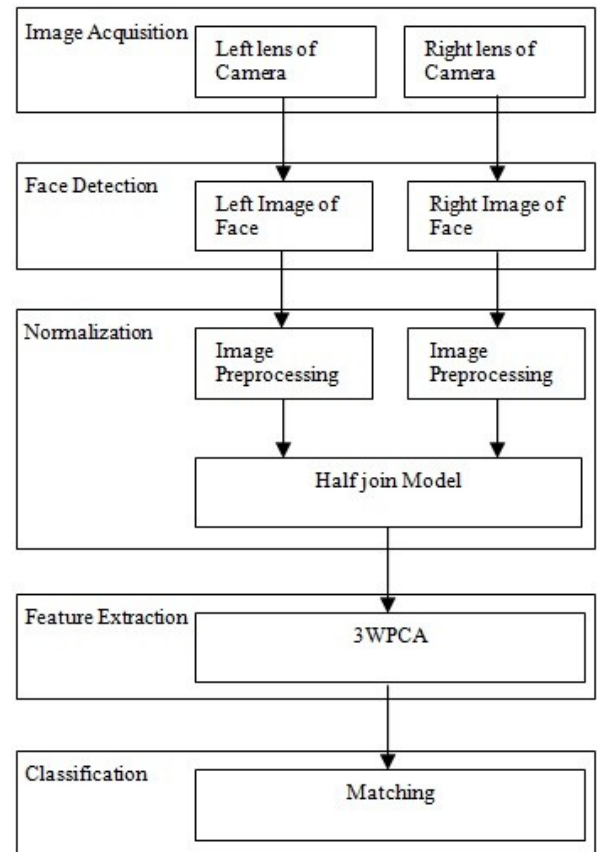 Image Acquisition
Left lens of
Camera
Right lens of
Camera
Face Detection
Left Image of
Face
Right Image of
Face
Normalization
Image
Preprocessing
Image
Preprocessing
Half join Model
Feature Extraction
3WPCA
Classification
Matching